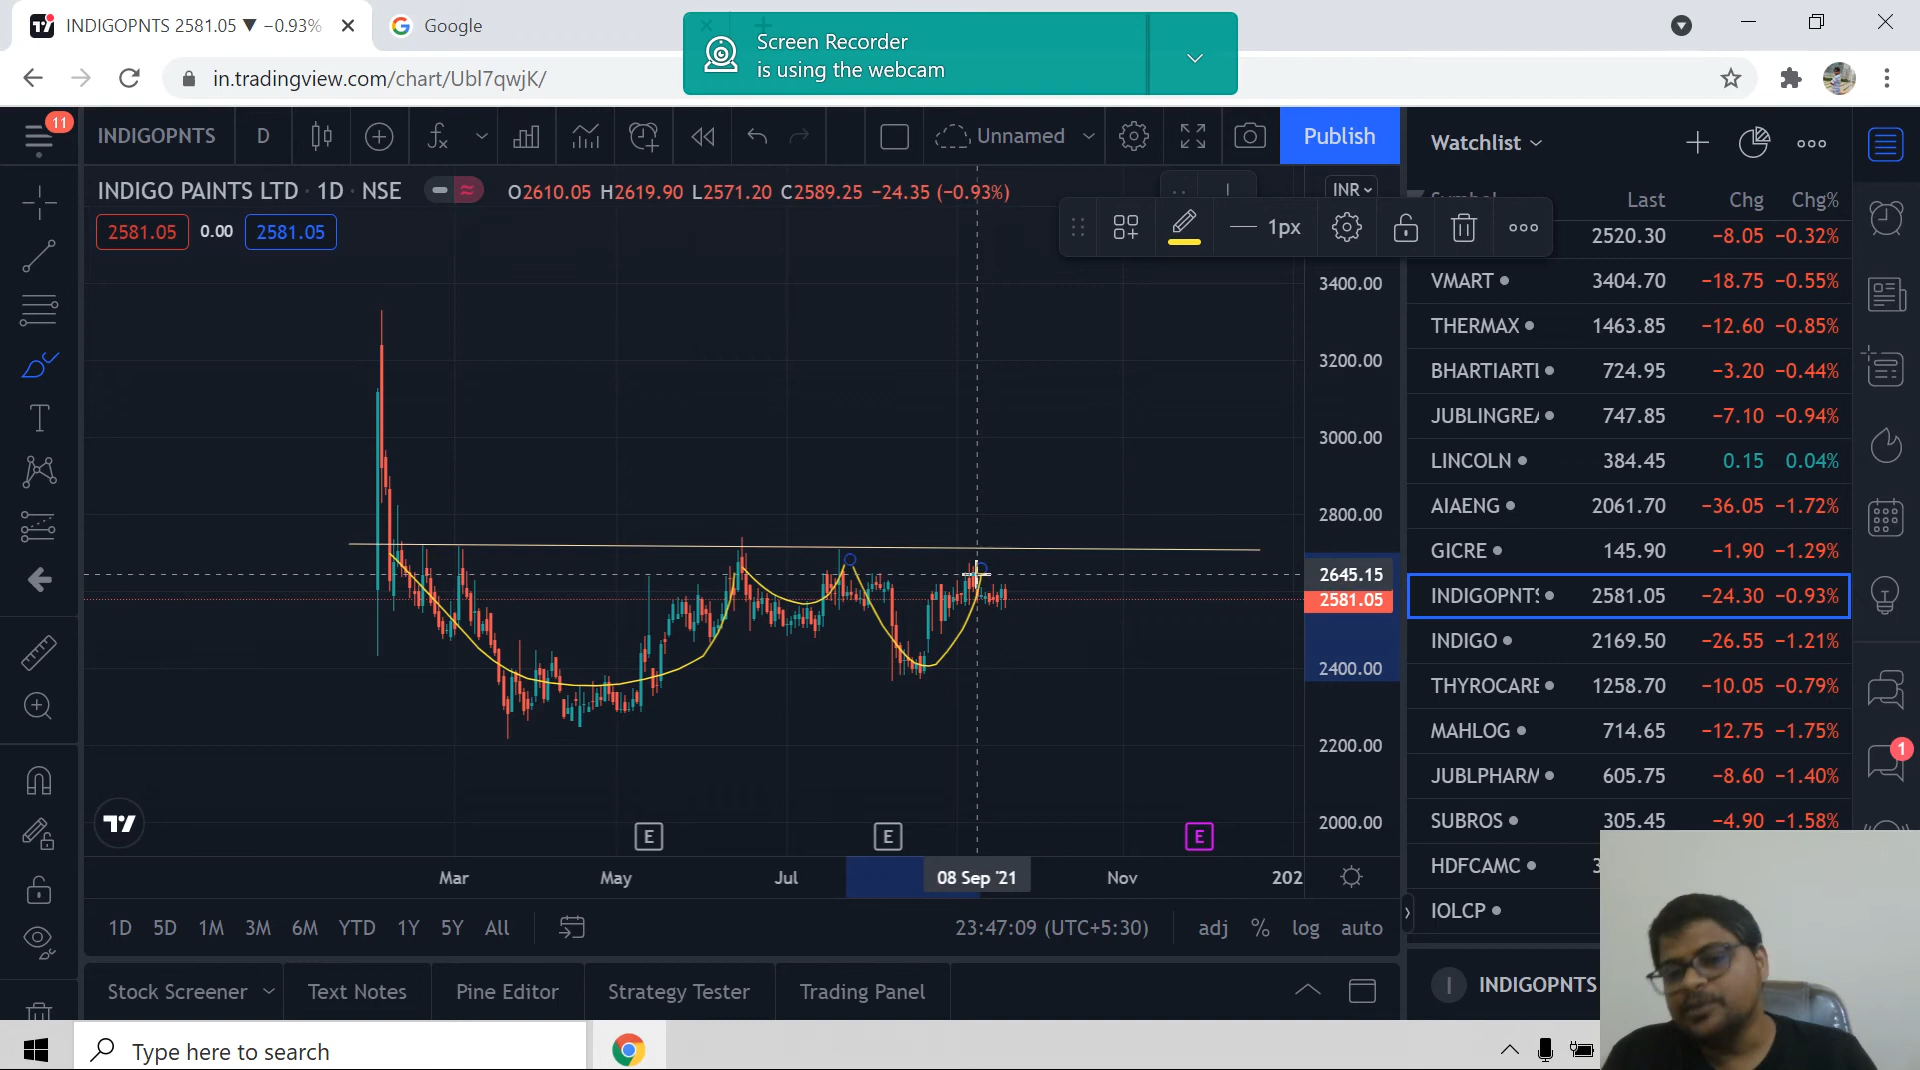 INDIGOPNTS 2581.05 ▼ −0.93%
Google
Screen Recorder
is using the webcam
in.tradingview.com/chart/Ubl7qwjK/
11
INDIGOPNTS
D
Unnamed
Publish
Watchlist
INDIGO PAINTS LTD · 1D · NSE
O2610.05 H2619.90 L2571.20 C2589.25 −24.35 (−0.93%)
INR
Symbol Last Chg Chg%
2581.05 0.00 2581.05
1px
2520.30 −8.05 −0.32%
VMART 3404.70 −18.75 −0.55%
THERMAX 1463.85 −12.60 −0.85%
BHARTIARTL 724.95 −3.20 −0.44%
JUBLINGREA 747.85 −7.10 −0.94%
LINCOLN 384.45 0.15 0.04%
AIAENG 2061.70 −36.05 −1.72%
GICRE 145.90 −1.90 −1.29%
INDIGOPNTS 2581.05 −24.30 −0.93%
INDIGO 2169.50 −26.55 −1.21%
THYROCARE 1258.70 −10.05 −0.79%
MAHLOG 714.65 −12.75 −1.75%
JUBLPHARM 605.75 −8.60 −1.40%
SUBROS 305.45 −4.90 −1.58%
HDFCAMC 3
IOLCP
INDIGOPNTS
1
3400.00
3200.00
3000.00
2800.00
2645.15
2581.05
2400.00
2200.00
2000.00
E E E
Mar May Jul 08 Sep '21 Nov 202
1D 5D 1M 3M 6M YTD 1Y 5Y All
23:47:09 (UTC+5:30)
adj % log auto
Stock Screener Text Notes Pine Editor Strategy Tester Trading Panel
Type here to search